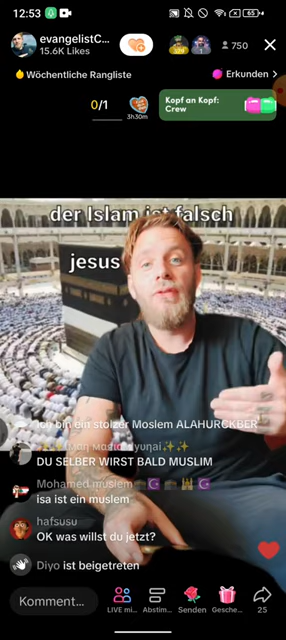 12:53
65
evangelistC...
15.6K Likes
750
Wöchentliche Rangliste
Erkunden >
0/1
3h30m
Kopf an Kopf:
Crew
der Islam ist falsch
jesus
ich bin ein stolzer Moslem ALAHURCKBER
DU SELBER WIRST BALD MUSLIM
Mohamed
isa ist ein muslem
hafsusu
OK was willst du jetzt?
Diyo ist beigetreten
Komment...
LIVE mi...
Abstim...
Senden
Gesche...
25